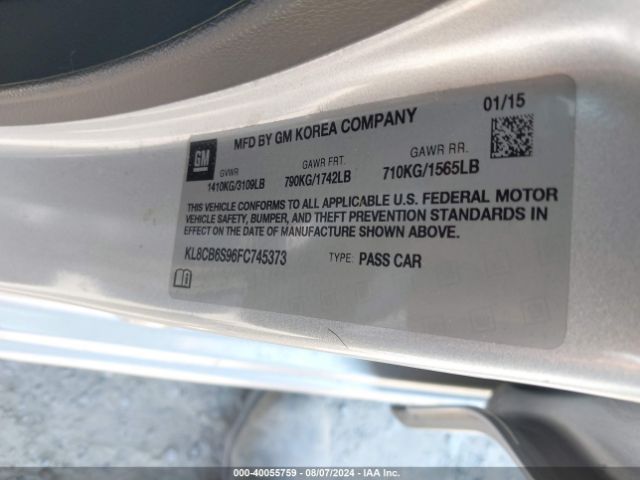 MFD BY GM KOREA COMPANY 01/15
GM
GVWR GAWR FRT. GAWR RR.
1410KG/3109LB 790KG/1742LB 710KG/1565LB
THIS VEHICLE CONFORMS TO ALL APPLICABLE U.S. FEDERAL MOTOR
VEHICLE SAFETY, BUMPER, AND THEFT PREVENTION STANDARDS IN
EFFECT ON THE DATE OF MANUFACTURE SHOWN ABOVE.
KL8CB6S96FC745373 TYPE: PASS CAR
000-40055759 - 08/07/2024 - IAA Inc.